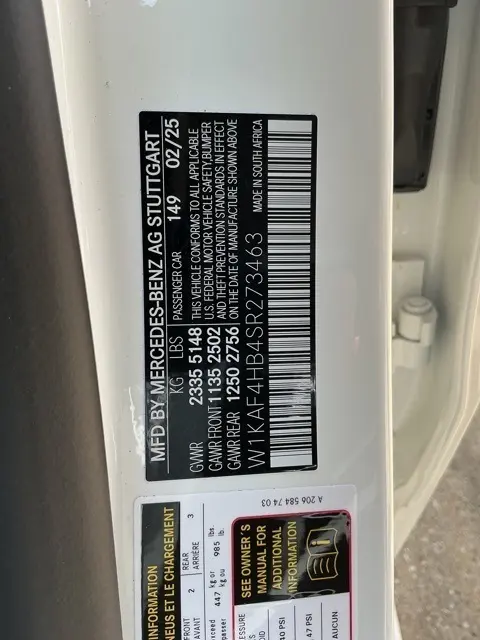 MFD BY MERCEDES-BENZ AG STUTTGART
KG LBS PASSENGER CAR 149 02/25
GVWR 2335 5148
GAWR FRONT 1135 2502
GAWR REAR 1250 2756
THIS VEHICLE CONFORMS TO ALL APPLICABLE
U.S. FEDERAL MOTOR VEHICLE SAFETY,BUMPER
AND THEFT PREVENTION STANDARDS IN EFFECT
ON THE DATE OF MANUFACTURE SHOWN ABOVE
W1KAF4HB4SR273463
MADE IN SOUTH AFRICA
INFORMATION
NEUS ET LE CHARGEMENT
FRONT 2 REAR 3
AVANT ARRIÈRE
exceed 447 kg or 985 lbs.
kg ou lb.
SEE OWNER'S
MANUAL FOR
ADDITIONAL
INFORMATION
A 206 584 74 03
40 PSI
47 PSI
AUCUN